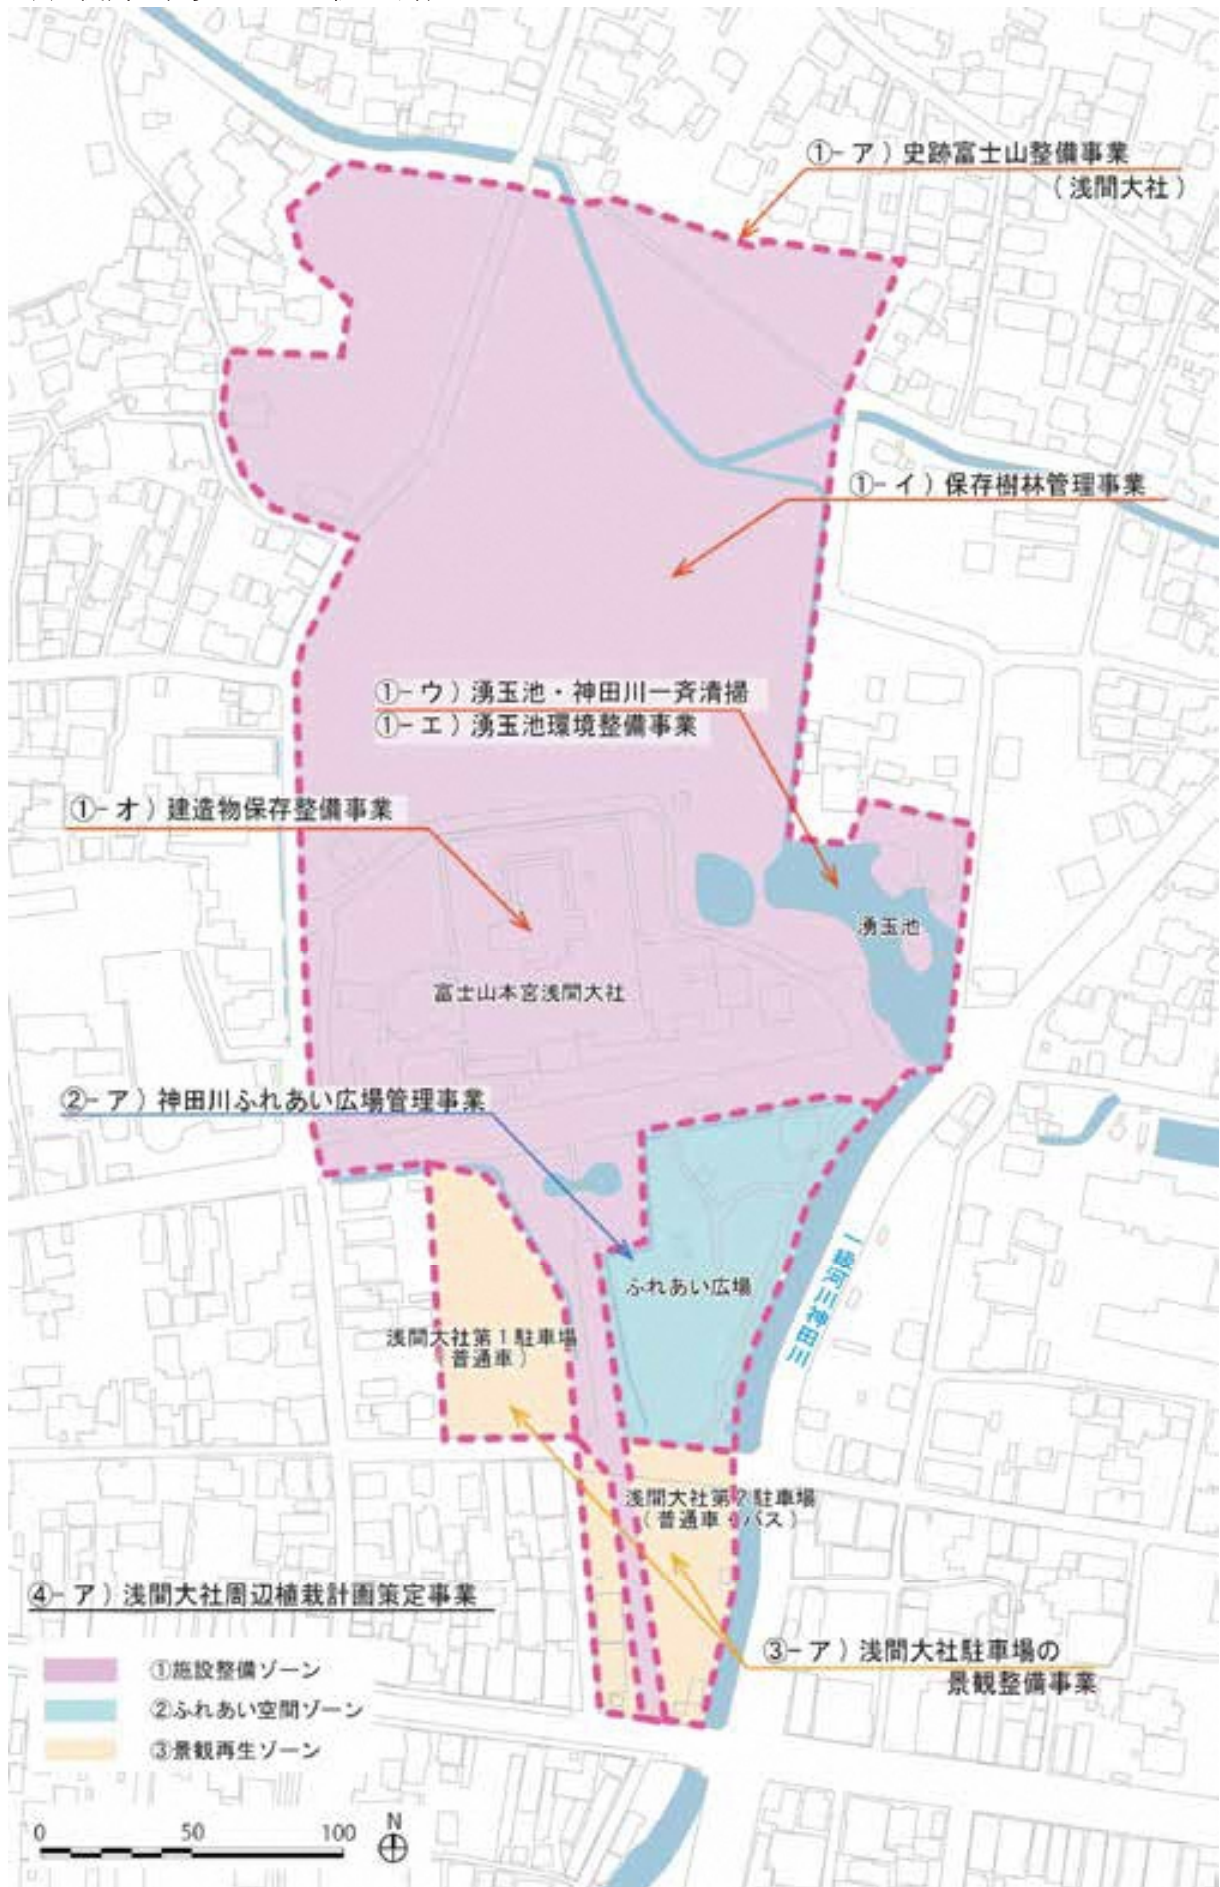 ①-ア）史跡富士山整備事業
（浅間大社）
①-イ）保存樹林管理事業
①-ウ）湧玉池・神田川一斉清掃
①-エ）湧玉池環境整備事業
①-オ）建造物保存整備事業
湧玉池
富士山本宮浅間大社
②-ア）神田川ふれあい広場管理事業
一級河川神田川
ふれあい広場
浅間大社第１駐車場
（普通車）
浅間大社第２駐車場
（普通車・バス）
④-ア）浅間大社周辺植栽計画策定事業
③-ア）浅間大社駐車場の
景観整備事業
①施設整備ゾーン
②ふれあい空間ゾーン
③景観再生ゾーン
0 50 100
N